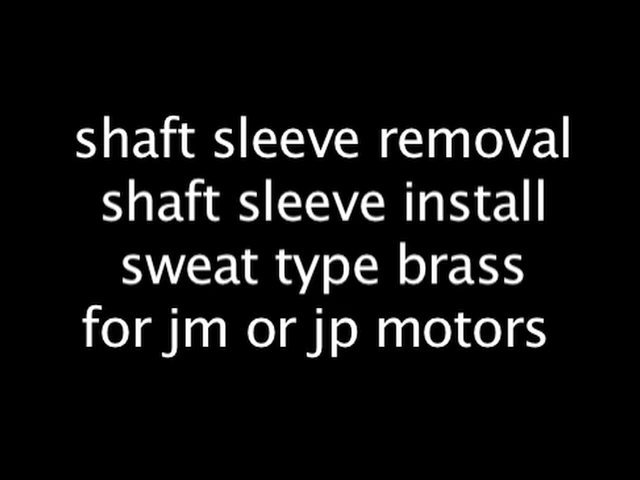 shaft sleeve removal
shaft sleeve install
sweat type brass
for jm or jp motors